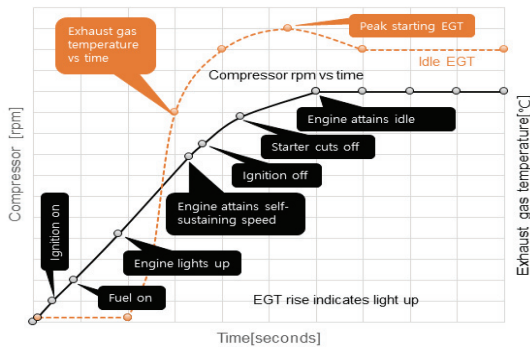 Exhaust gas
temperature
vs time
Peak starting EGT
Idle EGT
Compressor rpm vs time
Engine attains idle
Starter cuts off
Ignition off
Engine attains self-
sustaining speed
Engine lights up
Fuel on
Ignition on
EGT rise indicates light up
Compressor [rpm]
Exhaust gas temperature[℃]
Time[seconds]